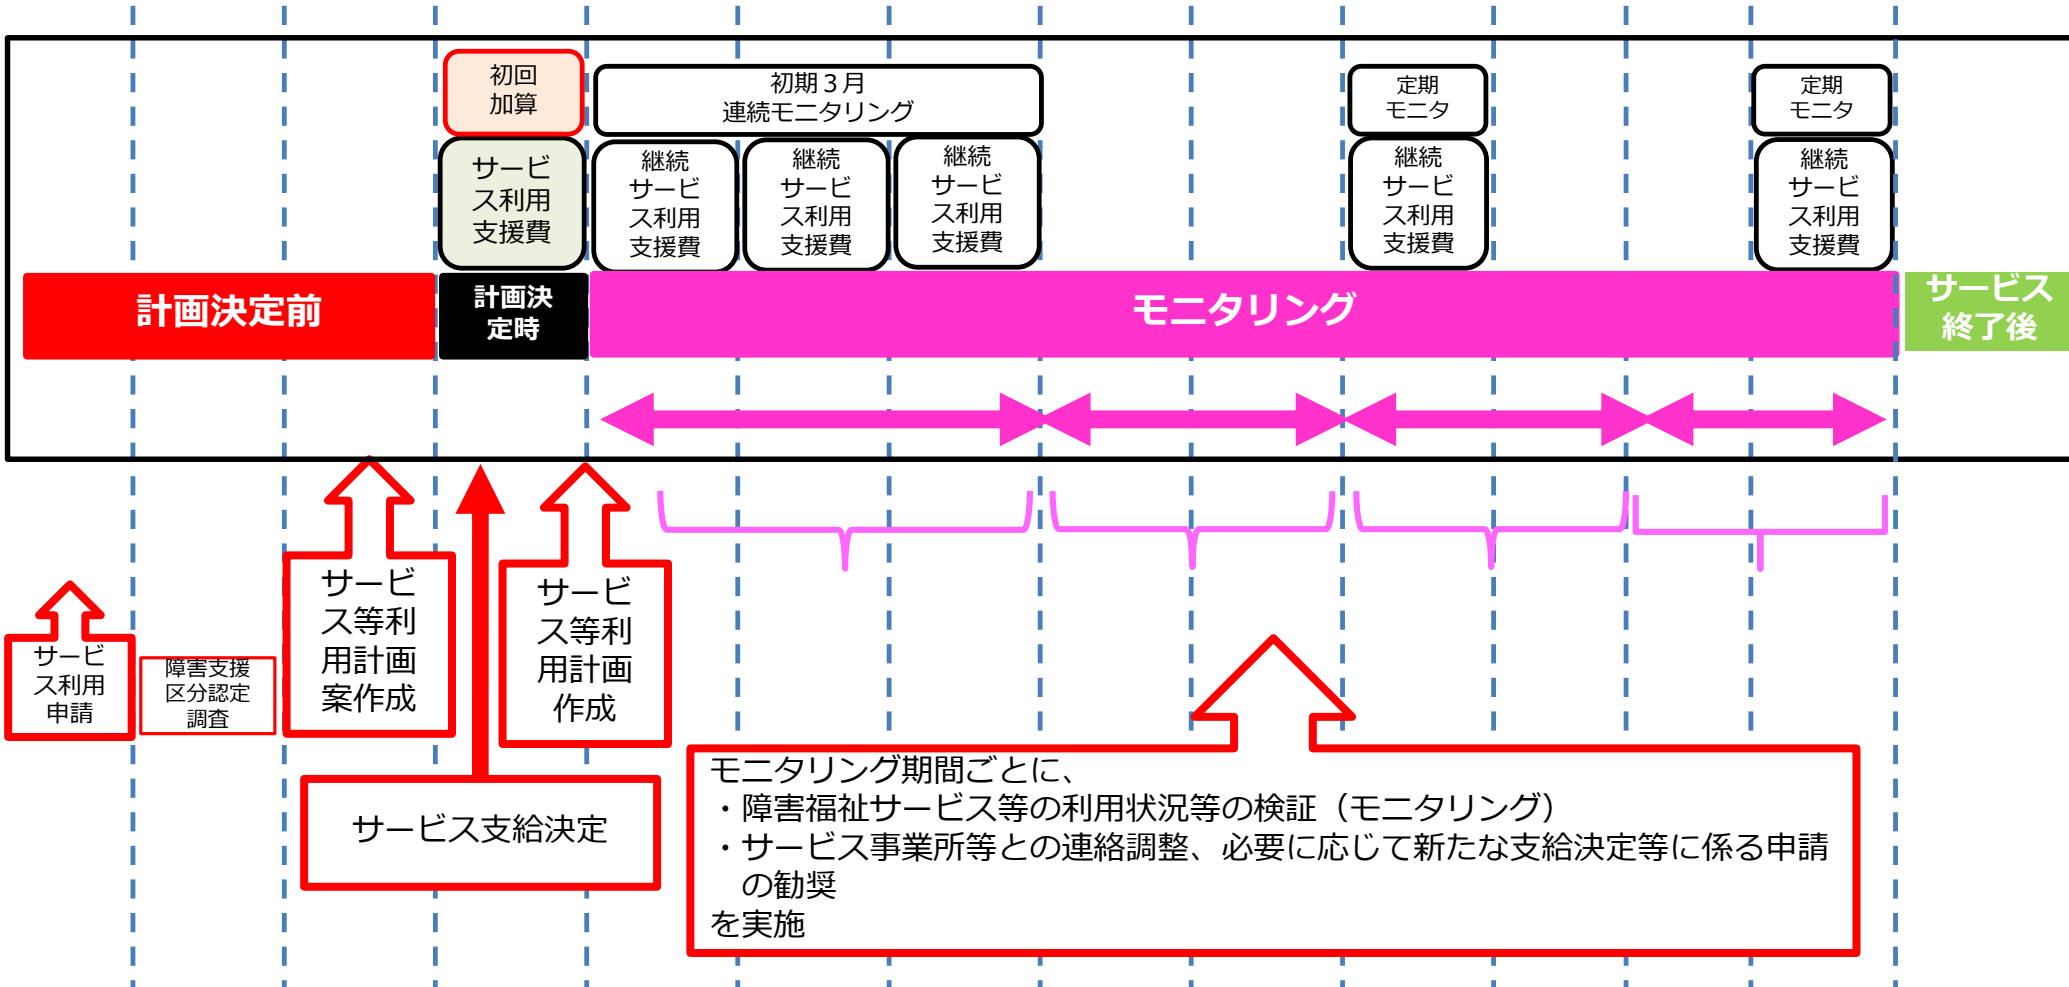 初回
加算
初期３月
連続モニタリング
定期
モニタ
定期
モニタ
サービ
ス利用
支援費
継続
サービ
ス利用
支援費
継続
サービ
ス利用
支援費
継続
サービ
ス利用
支援費
継続
サービ
ス利用
支援費
継続
サービ
ス利用
支援費
計画決定前
計画決
定時
モニタリング
サービス
終了後
サービ
ス利用
申請
障害支援
区分認定
調査
サービ
ス等利
用計画
案作成
サービ
ス等利
用計画
作成
サービス支給決定
モニタリング期間ごとに、
・障害福祉サービス等の利用状況等の検証（モニタリング）
・サービス事業所等との連絡調整、必要に応じて新たな支給決定等に係る申請
の勧奨
を実施